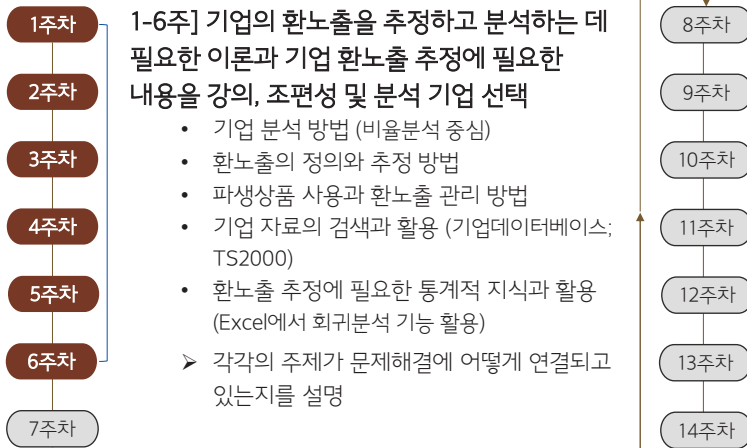 1주차
2주차
3주차
4주차
5주차
6주차
7주차
1-6주] 기업의 환노출을 추정하고 분석하는 데
필요한 이론과 기업 환노출 추정에 필요한
내용을 강의, 조편성 및 분석 기업 선택
• 기업 분석 방법 (비율분석 중심)
• 환노출의 정의와 추정 방법
• 파생상품 사용과 환노출 관리 방법
• 기업 자료의 검색과 활용 (기업데이터베이스;
TS2000)
• 환노출 추정에 필요한 통계적 지식과 활용
(Excel에서 회귀분석 기능 활용)
➢ 각각의 주제가 문제해결에 어떻게 연결되고
있는지를 설명
8주차
9주차
10주차
11주차
12주차
13주차
14주차